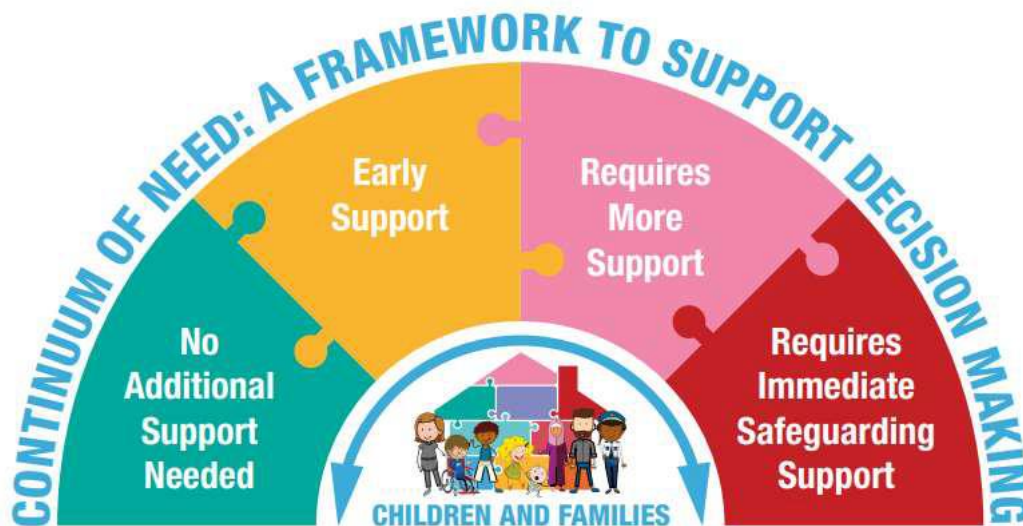 CONTINUUM OF NEED: A FRAMEWORK TO SUPPORT DECISION MAKING
No
Additional
Support
Needed
Early
Support
Requires
More
Support
Requires
Immediate
Safeguarding
Support
CHILDREN AND FAMILIES